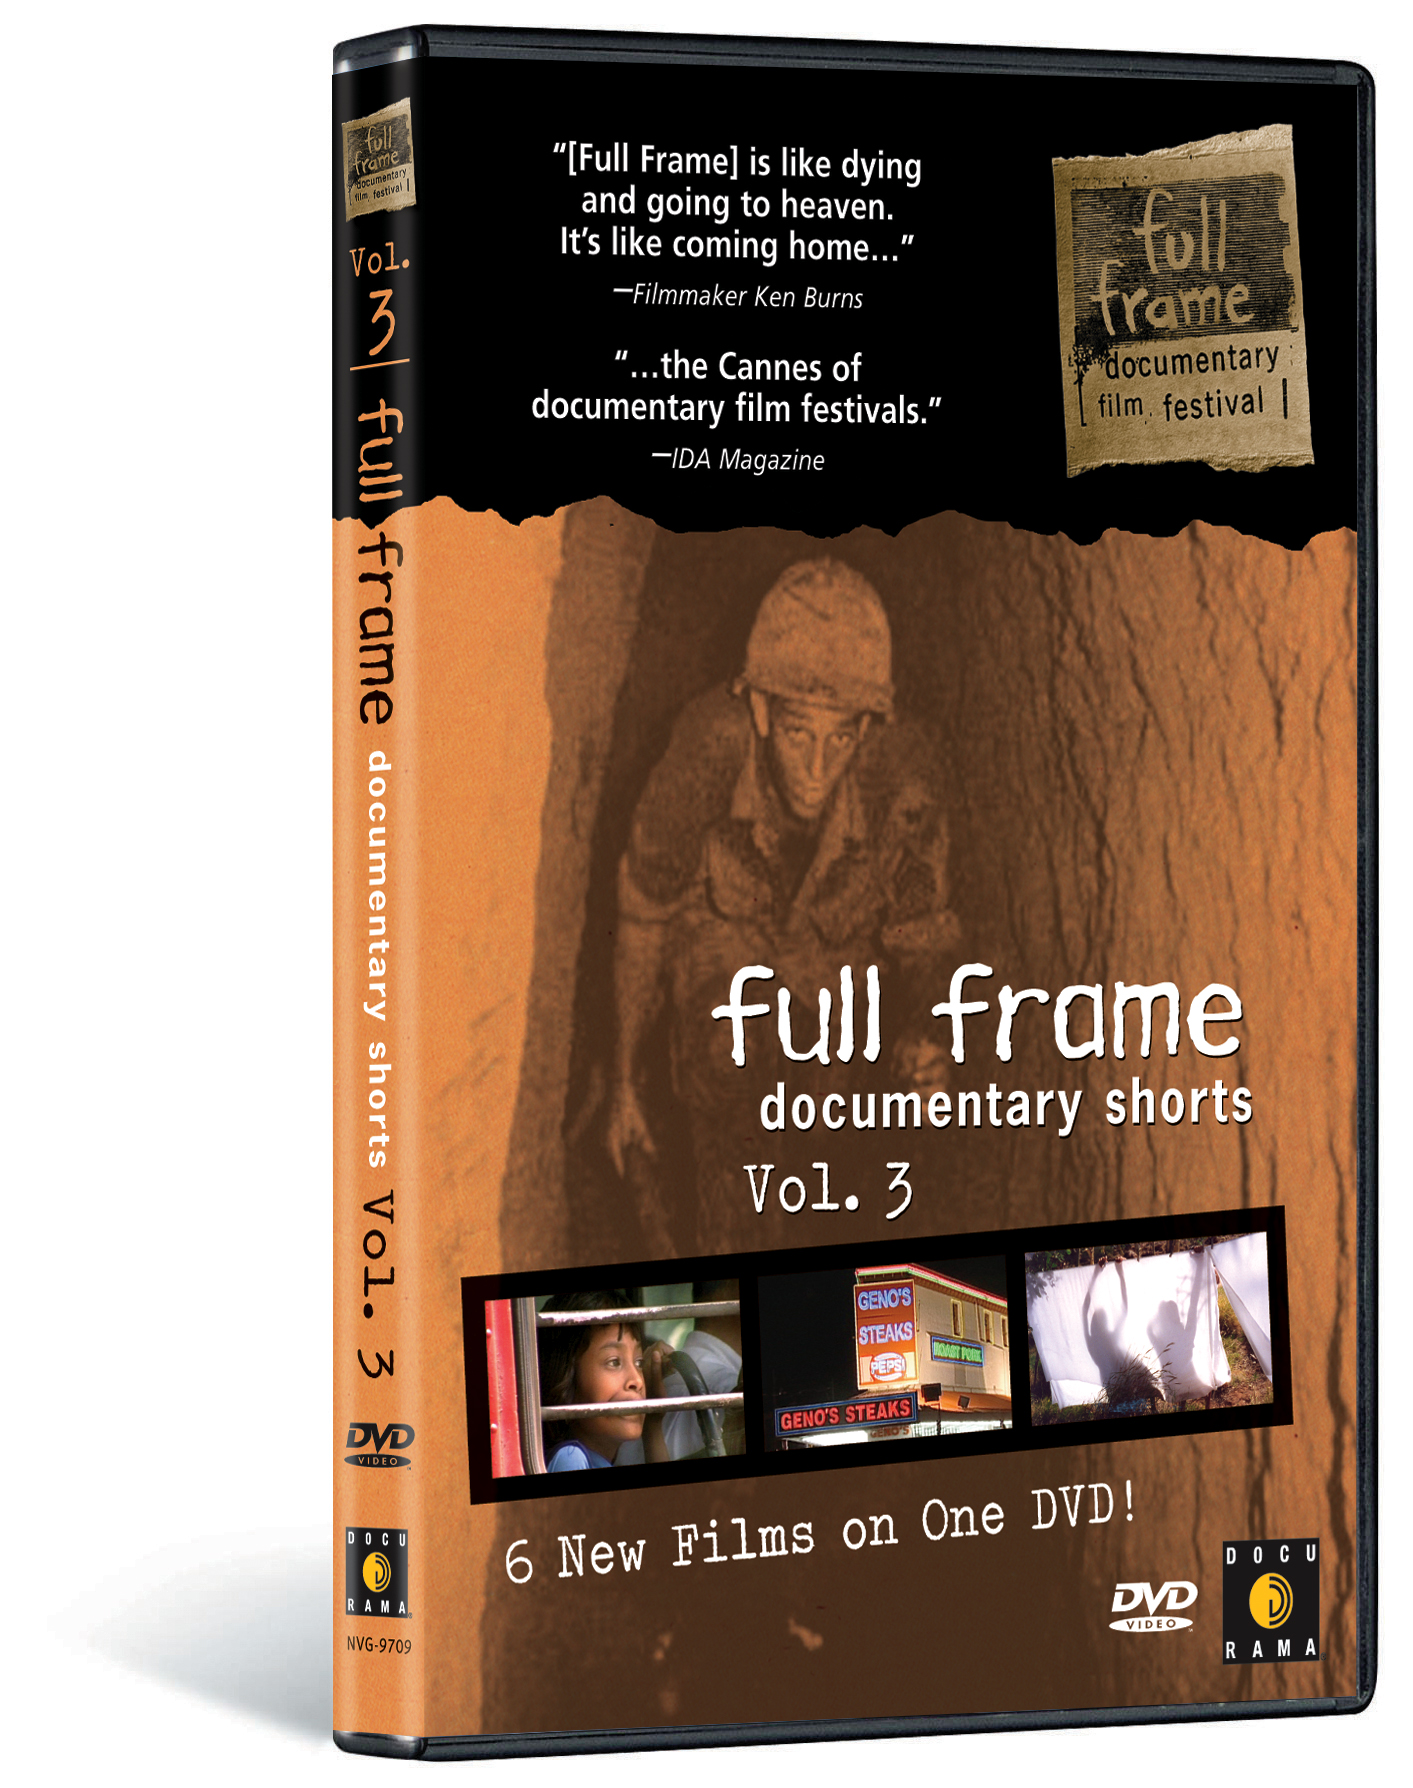 full
frame
documentary
film. festival
Vol.
3
full frame documentary shorts Vol. 3
DVD
VIDEO
DOCU
RAMA
NVG-9709
“[Full Frame] is like dying
and going to heaven.
It’s like coming home...”
—Filmmaker Ken Burns
“...the Cannes of
documentary film festivals.”
—IDA Magazine
full
frame
documentary
film. festival
full frame
documentary shorts
Vol. 3
GENO'S
STEAKS
PEPSI
ROAST PORK
GENO'S STEAKS
GENO'S
6 New Films on One DVD!
DVD
VIDEO
DOCU
RAMA